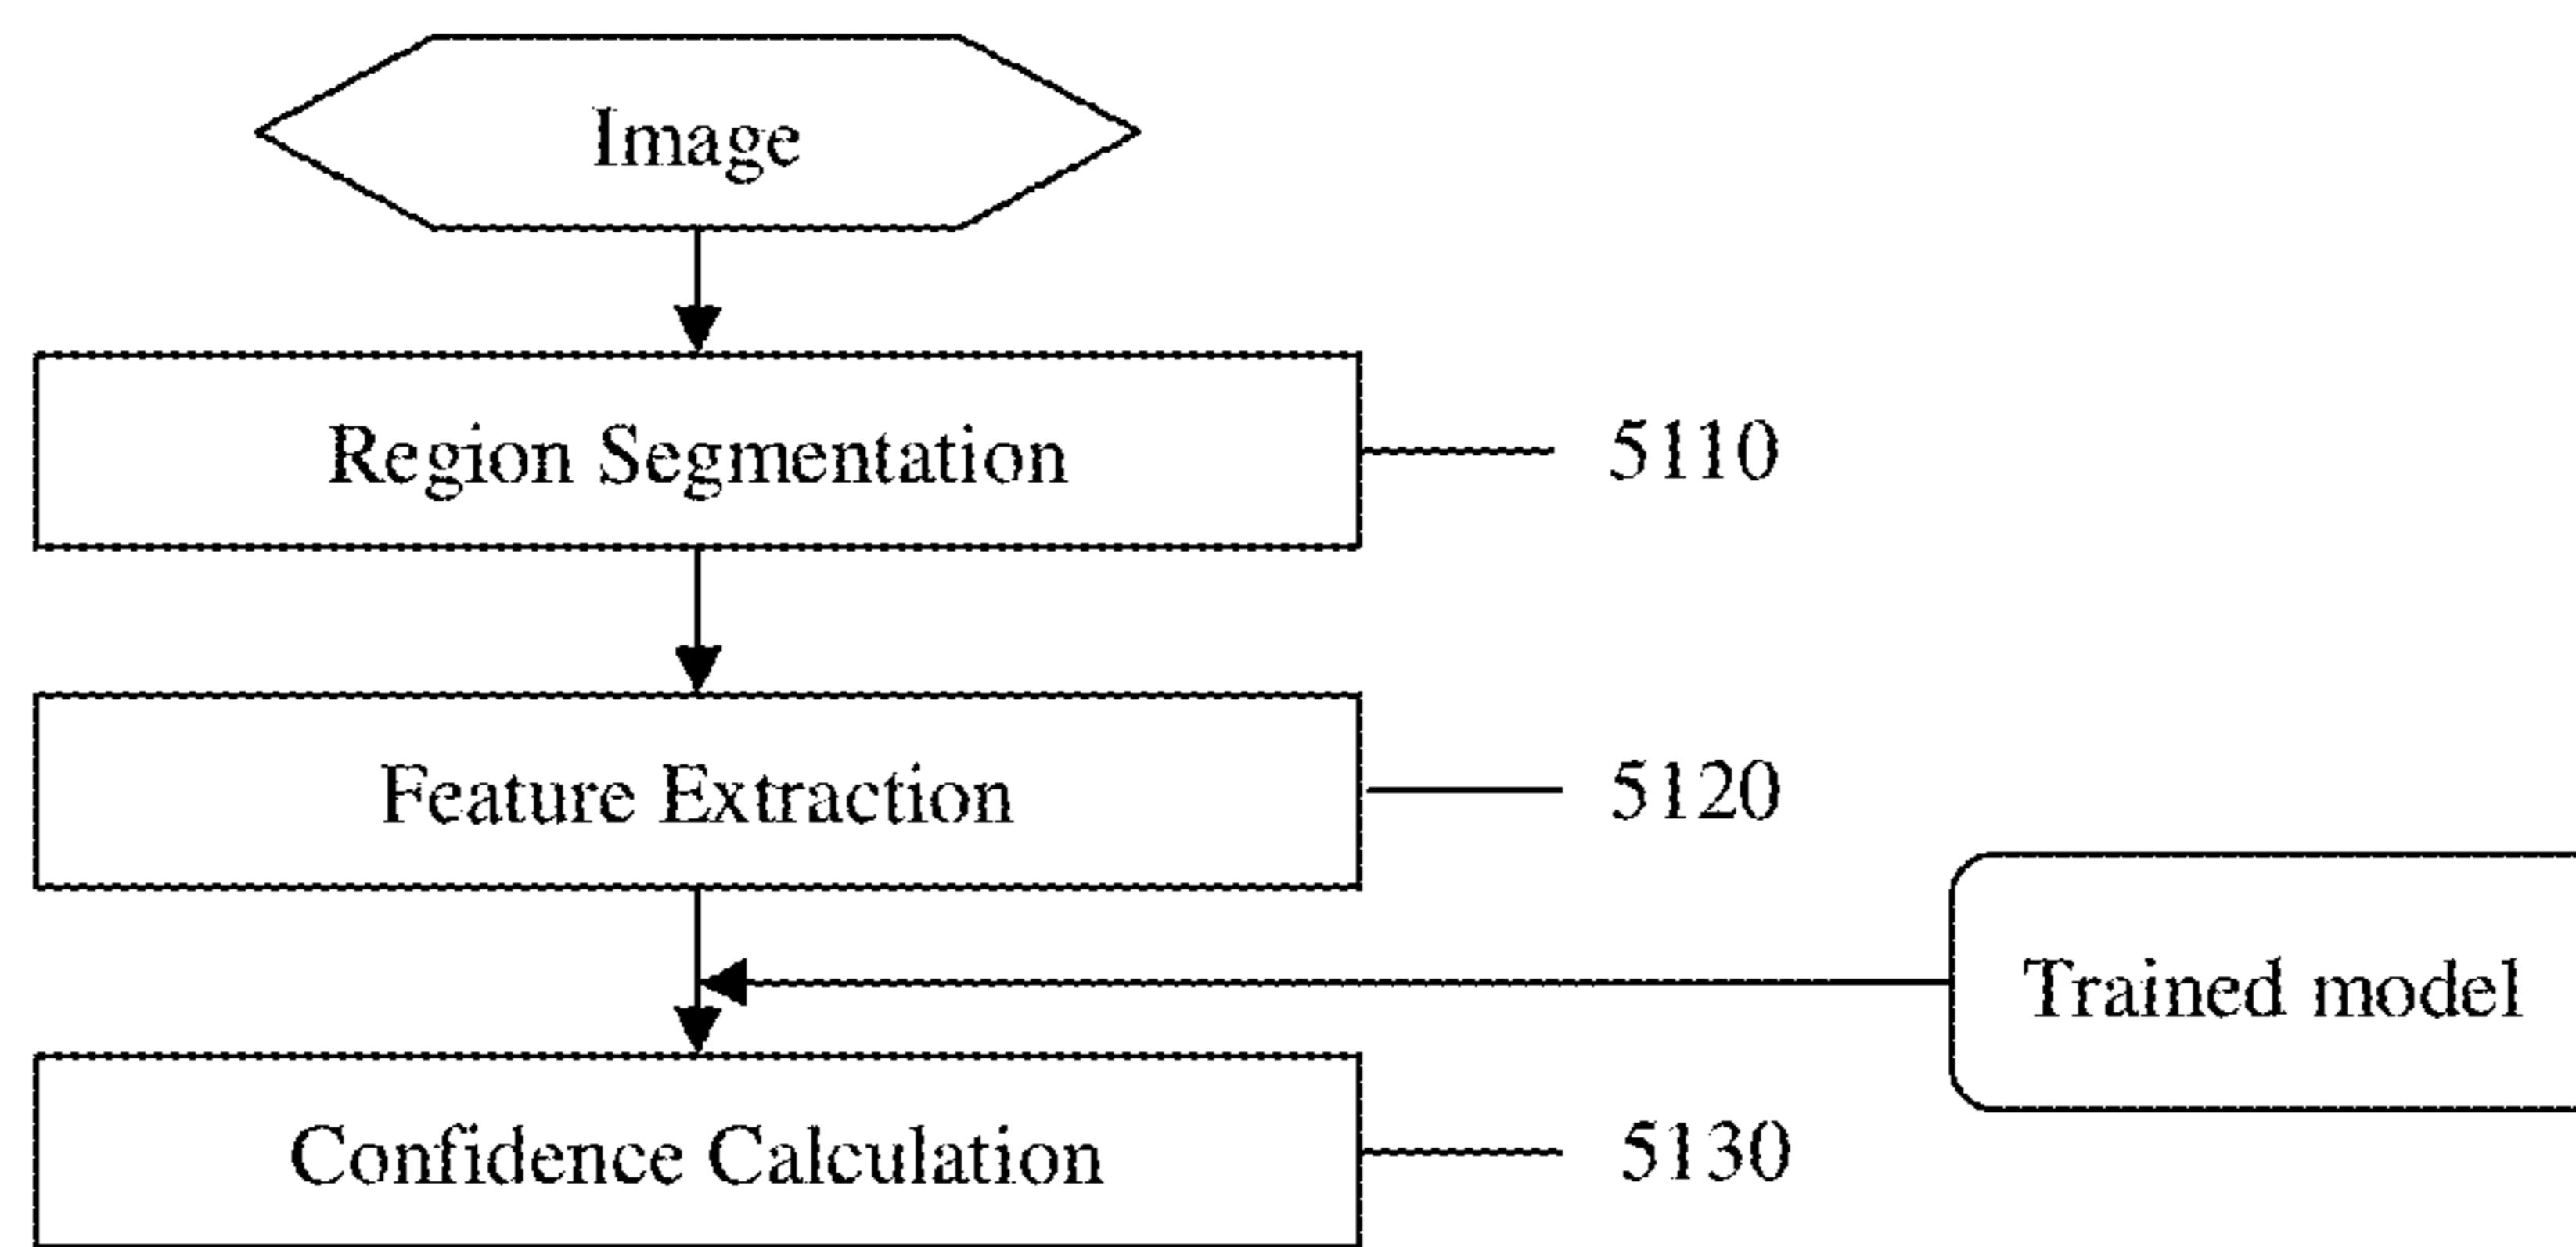 Image
Region Segmentation
5110
Feature Extraction
5120
Trained model
Confidence Calculation
5130